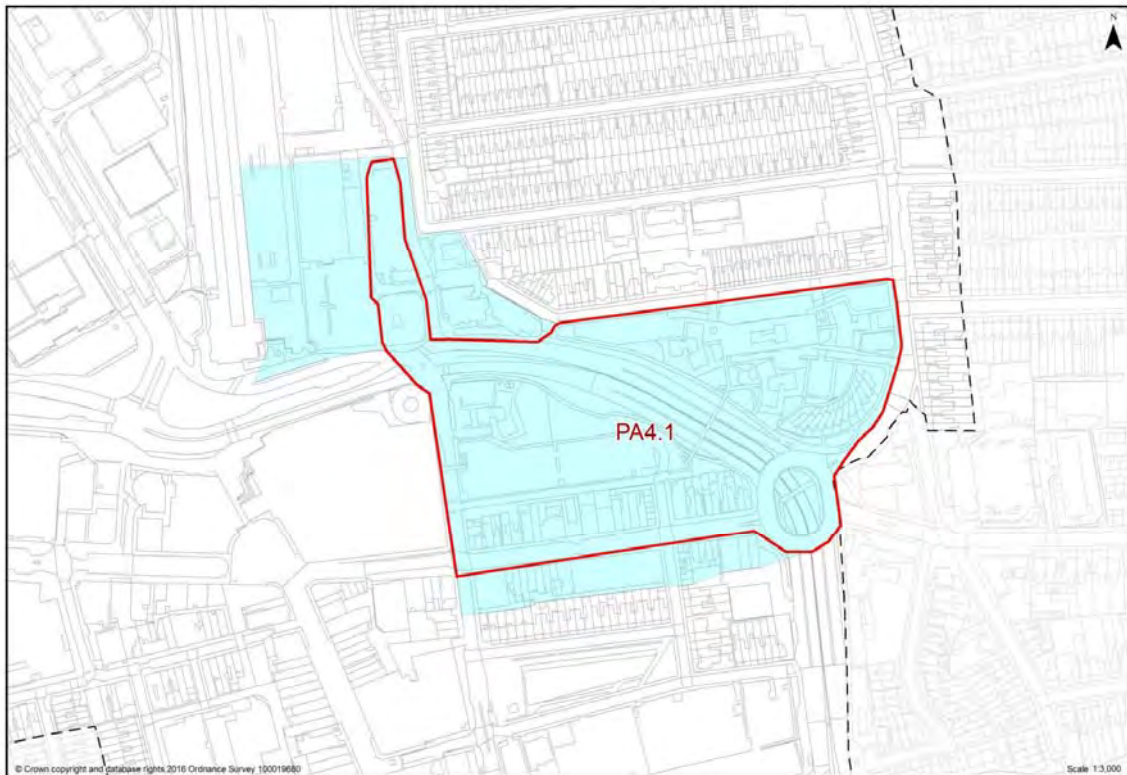 N
PA4.1
© Crown copyright and database rights 2016 Ordnance Survey 100019680
Scale 1:3,000